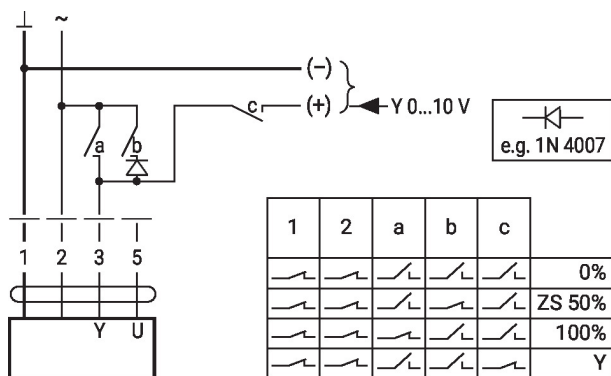 ⊥ ~
(−)
(+)
Y 0...10 V
a b c
e.g. 1N 4007
1 2 3 5
Y U
1 2 a b c
0%
ZS 50%
100%
Y